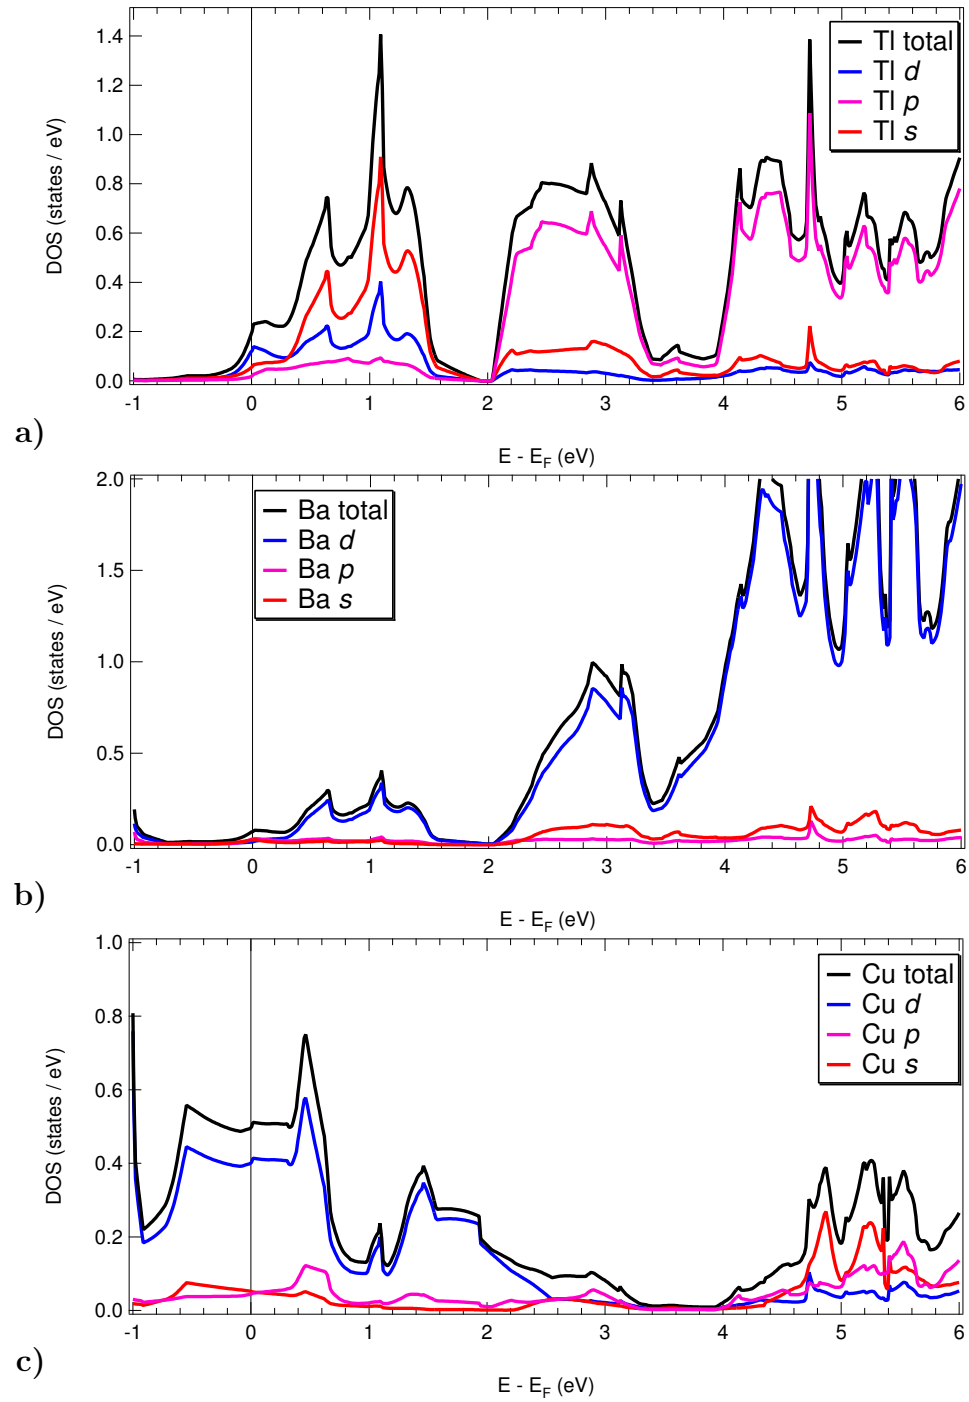 DOS (states / eV)
1.4
1.2
1.0
0.8
0.6
0.4
0.2
0.0
Tl total
Tl d
Tl p
Tl s
-1 0 1 2 3 4 5 6
E - E_F (eV)
a)
DOS (states / eV)
2.0
1.5
1.0
0.5
0.0
Ba total
Ba d
Ba p
Ba s
-1 0 1 2 3 4 5 6
E - E_F (eV)
b)
DOS (states / eV)
1.0
0.8
0.6
0.4
0.2
0.0
Cu total
Cu d
Cu p
Cu s
-1 0 1 2 3 4 5 6
E - E_F (eV)
c)